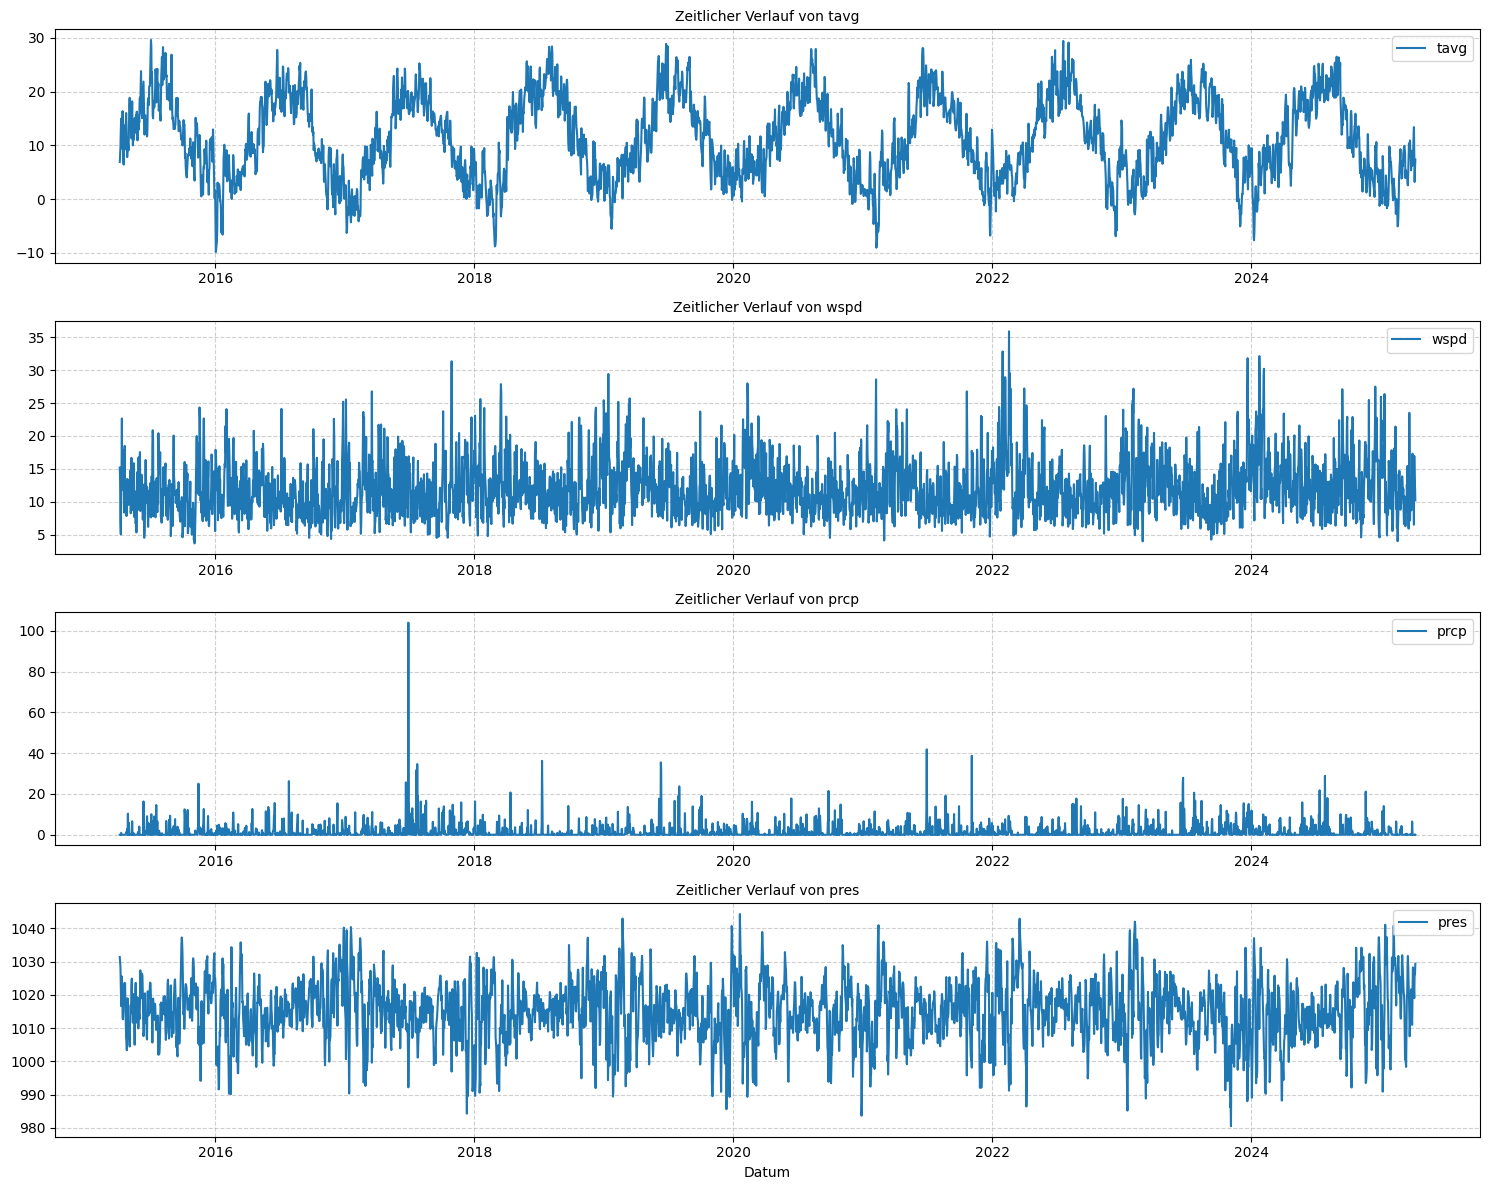 Zeitlicher Verlauf von tavg
30
20
10
0
−10
tavg
2016 2018 2020 2022 2024
Zeitlicher Verlauf von wspd
35
30
25
20
15
10
5
wspd
2016 2018 2020 2022 2024
Zeitlicher Verlauf von prcp
100
80
60
40
20
0
prcp
2016 2018 2020 2022 2024
Zeitlicher Verlauf von pres
1040
1030
1020
1010
1000
990
980
pres
2016 2018 2020 2022 2024
Datum